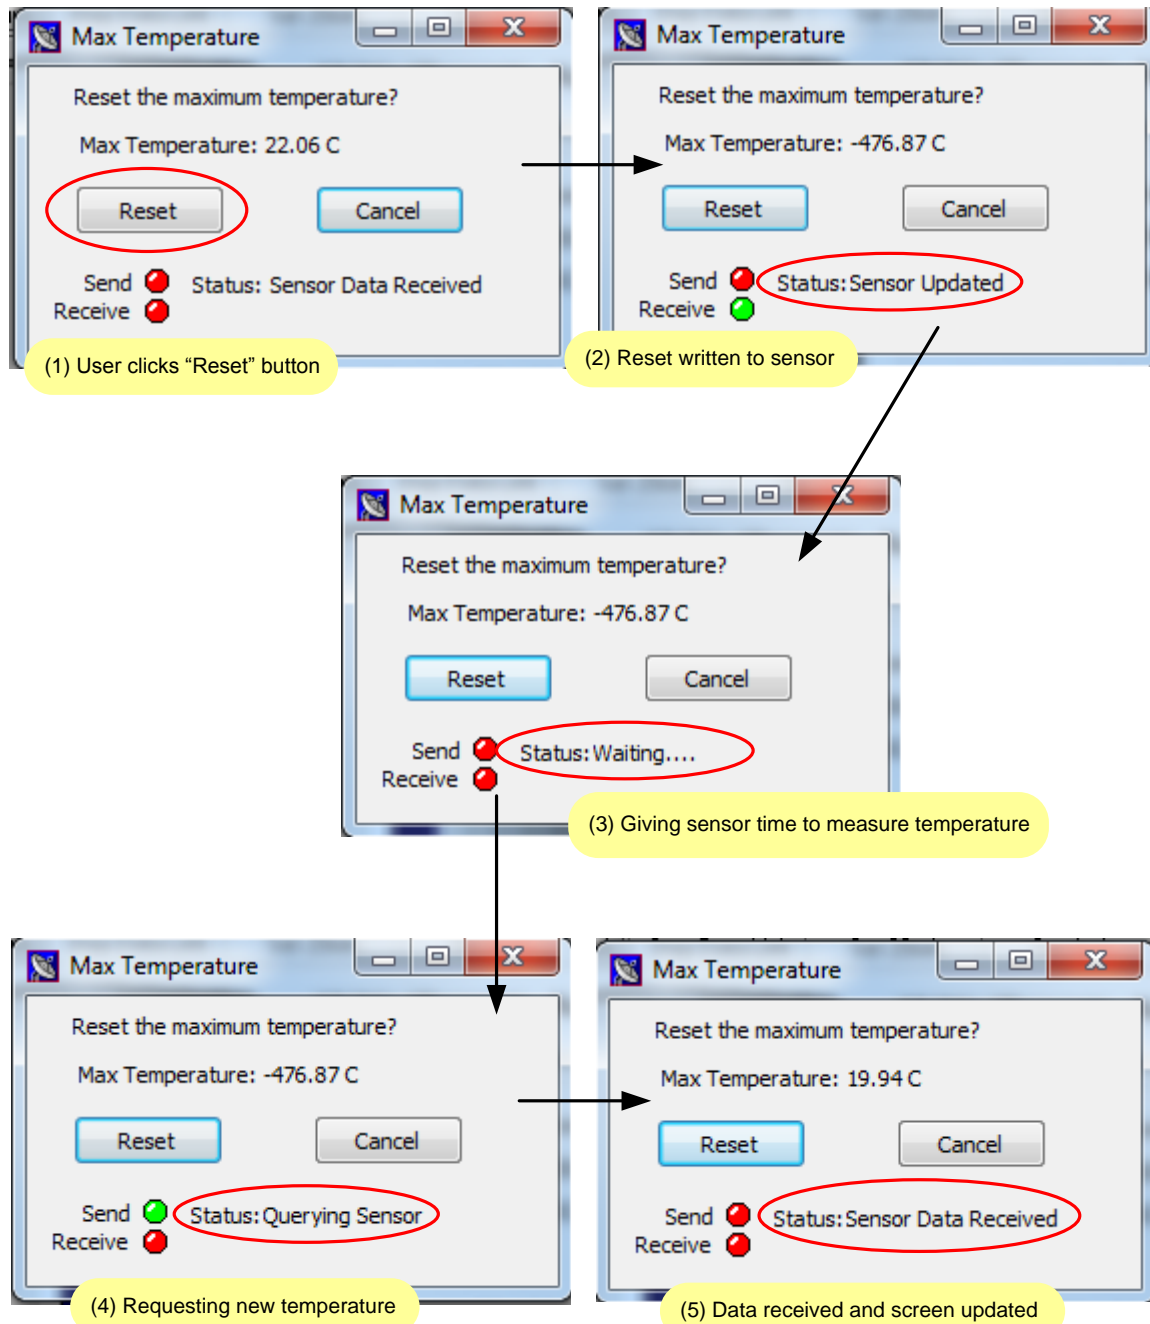 Max Temperature
Reset the maximum temperature?
Max Temperature: 22.06 C
Reset Cancel
Send Status: Sensor Data Received
Receive
(1) User clicks “Reset” button
Max Temperature
Reset the maximum temperature?
Max Temperature: -476.87 C
Reset Cancel
Send Status: Sensor Updated
Receive
(2) Reset written to sensor
Max Temperature
Reset the maximum temperature?
Max Temperature: -476.87 C
Reset Cancel
Send Status: Waiting....
Receive
(3) Giving sensor time to measure temperature
Max Temperature
Reset the maximum temperature?
Max Temperature: -476.87 C
Reset Cancel
Send Status: Querying Sensor
Receive
(4) Requesting new temperature
Max Temperature
Reset the maximum temperature?
Max Temperature: 19.94 C
Reset Cancel
Send Status: Sensor Data Received
Receive
(5) Data received and screen updated